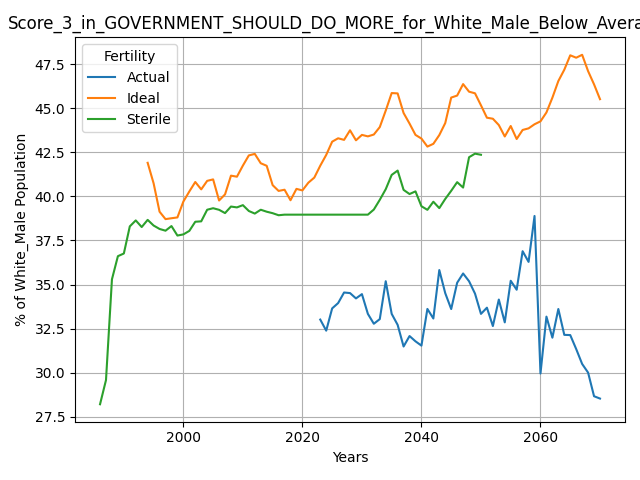 Score_3_in_GOVERNMENT_SHOULD_DO_MORE_for_White_Male_Below_Avera
Fertility
Actual
Ideal
Sterile
% of White_Male Population
47.5
45.0
42.5
40.0
37.5
35.0
32.5
30.0
27.5
2000
2020
2040
2060
Years